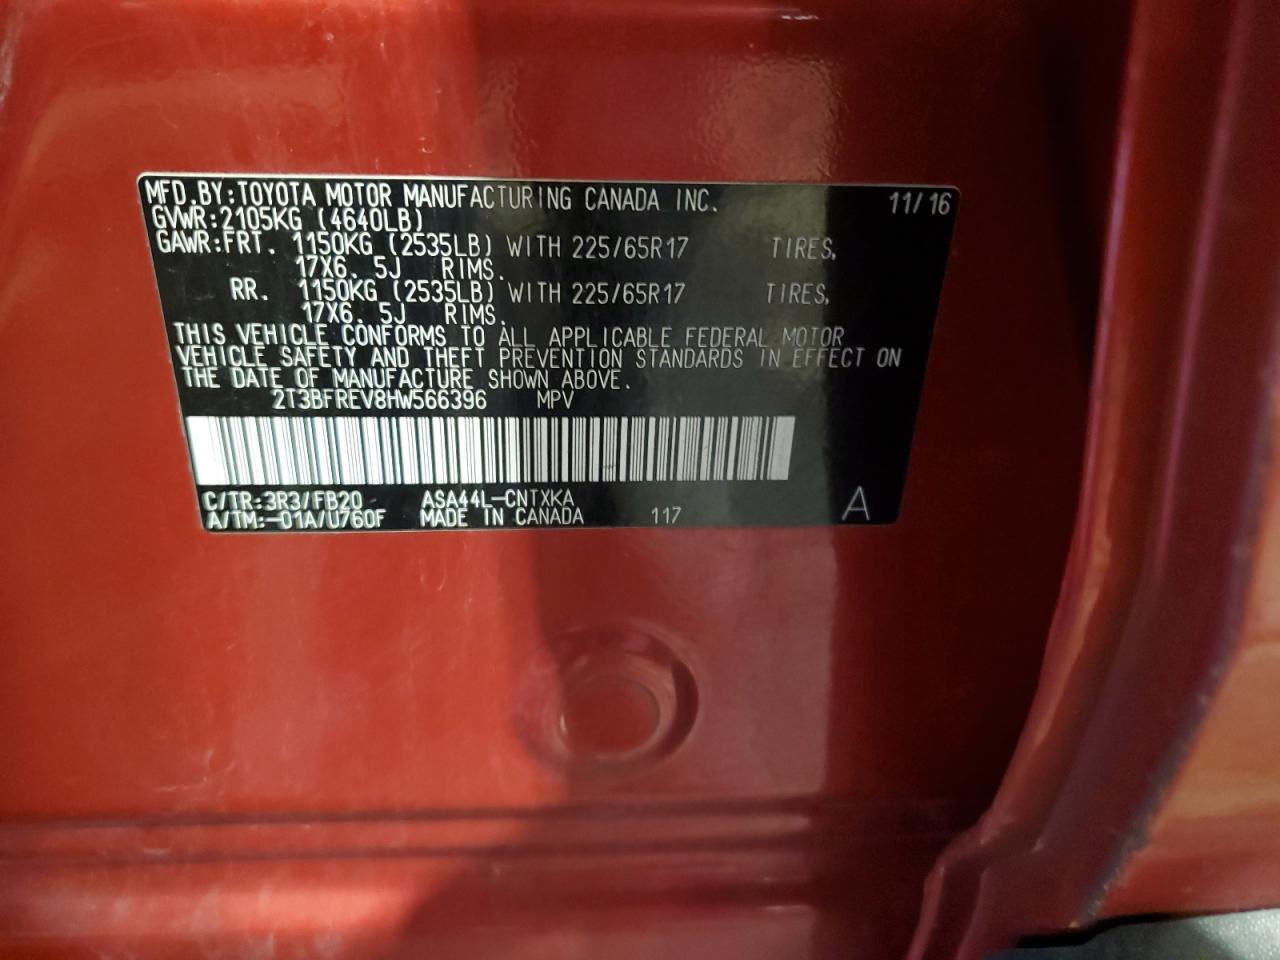 MFD.BY:TOYOTA MOTOR MANUFACTURING CANADA INC. 11/16
GVWR:2105KG (4640LB)
GAWR:FRT. 1150KG (2535LB) WITH 225/65R17 TIRES,
17X6.5J RIMS.
RR. 1150KG (2535LB) WITH 225/65R17 TIRES,
17X6.5J RIMS.
THIS VEHICLE CONFORMS TO ALL APPLICABLE FEDERAL MOTOR
VEHICLE SAFETY AND THEFT PREVENTION STANDARDS IN EFFECT ON
THE DATE OF MANUFACTURE SHOWN ABOVE.
2T3BFREV8HW566396 MPV
C/TR:3R3/FB20 ASA44L-CNTXKA
A/TM:-01A/U760F MADE IN CANADA 117 A